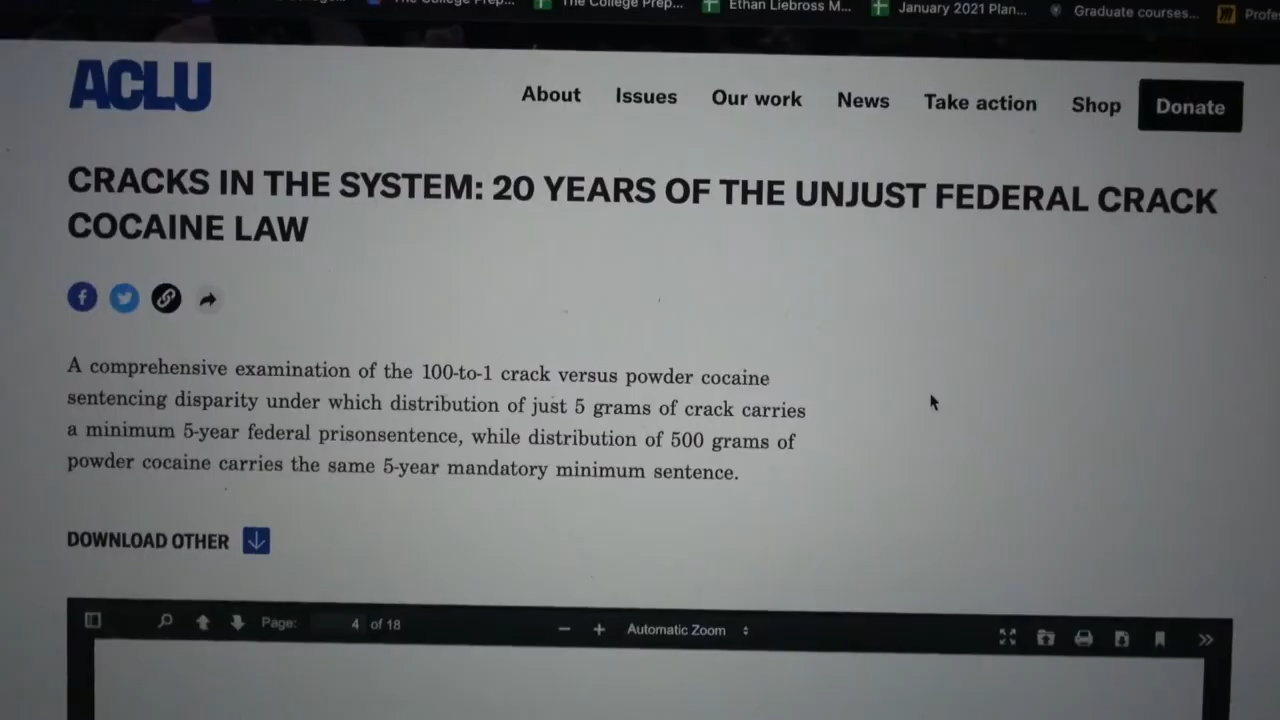 The College Prep...
The College Prep...
Ethan Liebross M...
January 2021 Plan...
Graduate courses...
ACLU
About
Issues
Our work
News
Take action
Shop
Donate
CRACKS IN THE SYSTEM: 20 YEARS OF THE UNJUST FEDERAL CRACK
COCAINE LAW
A comprehensive examination of the 100-to-1 crack versus powder cocaine
sentencing disparity under which distribution of just 5 grams of crack carries
a minimum 5-year federal prisonsentence, while distribution of 500 grams of
powder cocaine carries the same 5-year mandatory minimum sentence.
DOWNLOAD OTHER
Page: 4 of 18
Automatic Zoom